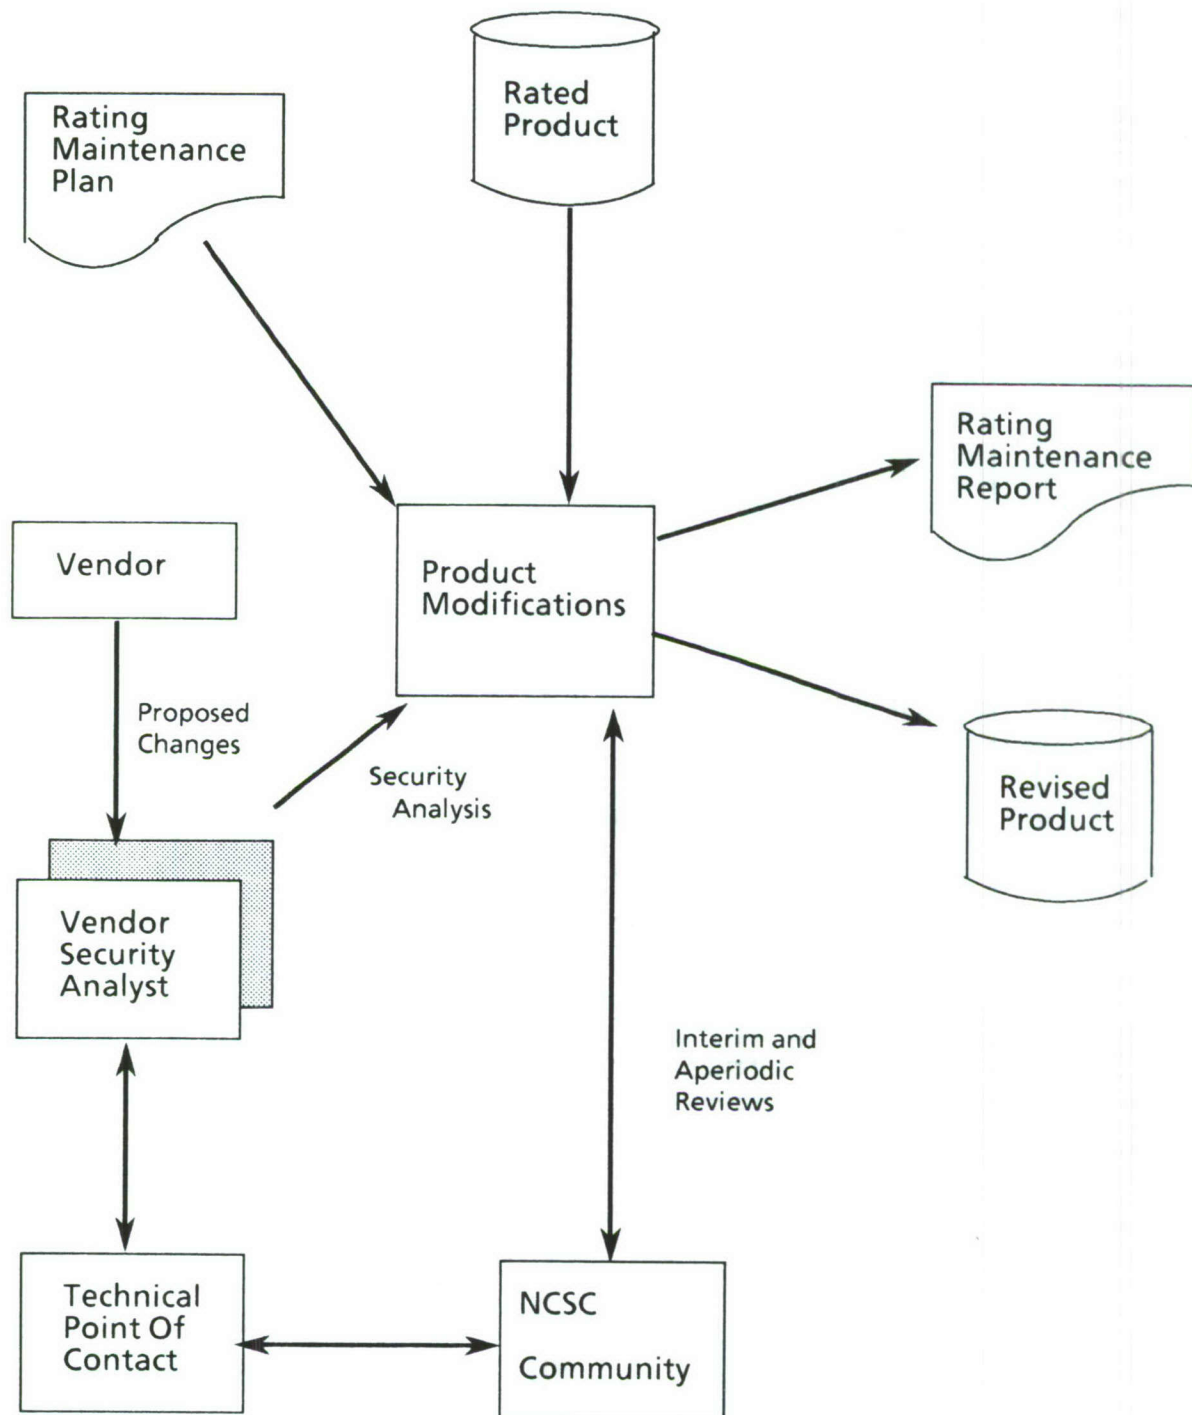 Rated
Product
Rating
Maintenance
Plan
Rating
Maintenance
Report
Vendor
Product
Modifications
Proposed
Changes
Security
Analysis
Revised
Product
Vendor
Security
Analyst
Interim and
Aperiodic
Reviews
Technical
Point Of
Contact
NCSC
Community